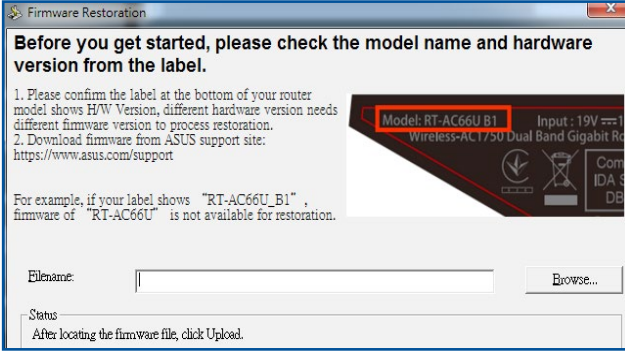 Firmware Restoration
Before you get started, please check the model name and hardware
version from the label.
1. Please confirm the label at the bottom of your router
model shows H/W Version, different hardware version needs
different firmware version to process restoration.
2. Download firmware from ASUS support site:
https://www.asus.com/support
For example, if your label shows “RT-AC66U_B1”,
firmware of “RT-AC66U” is not available for restoration.
Model: RT-AC66U B1 Input : 19V
Wireless-AC1750 Dual Band Gigabit
IDA
DB
Filename:
Browse...
Status
After locating the firmware file, click Upload.